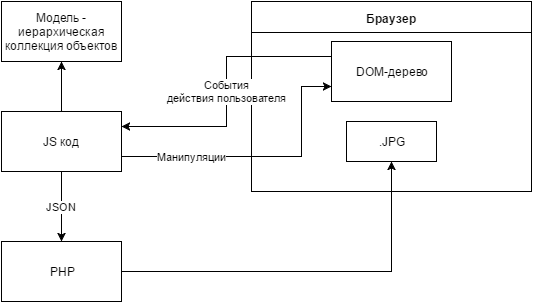 Модель -
иерархическая
коллекция объектов
Браузер
DOM-дерево
События
действия пользователя
JS код
.JPG
Манипуляции
JSON
PHP